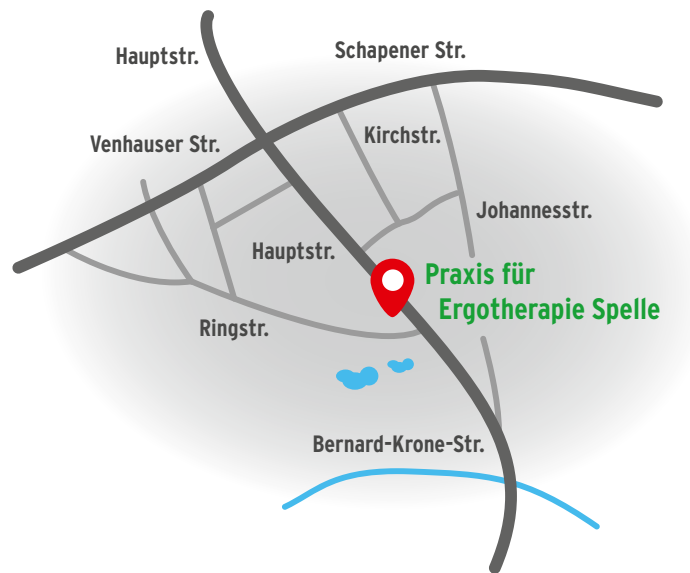 Schapener Str.
Hauptstr.
Kirchstr.
Venhauser Str.
Johannesstr.
Hauptstr.
Praxis für
Ergotherapie Spelle
Ringstr.
Bernard-Krone-Str.